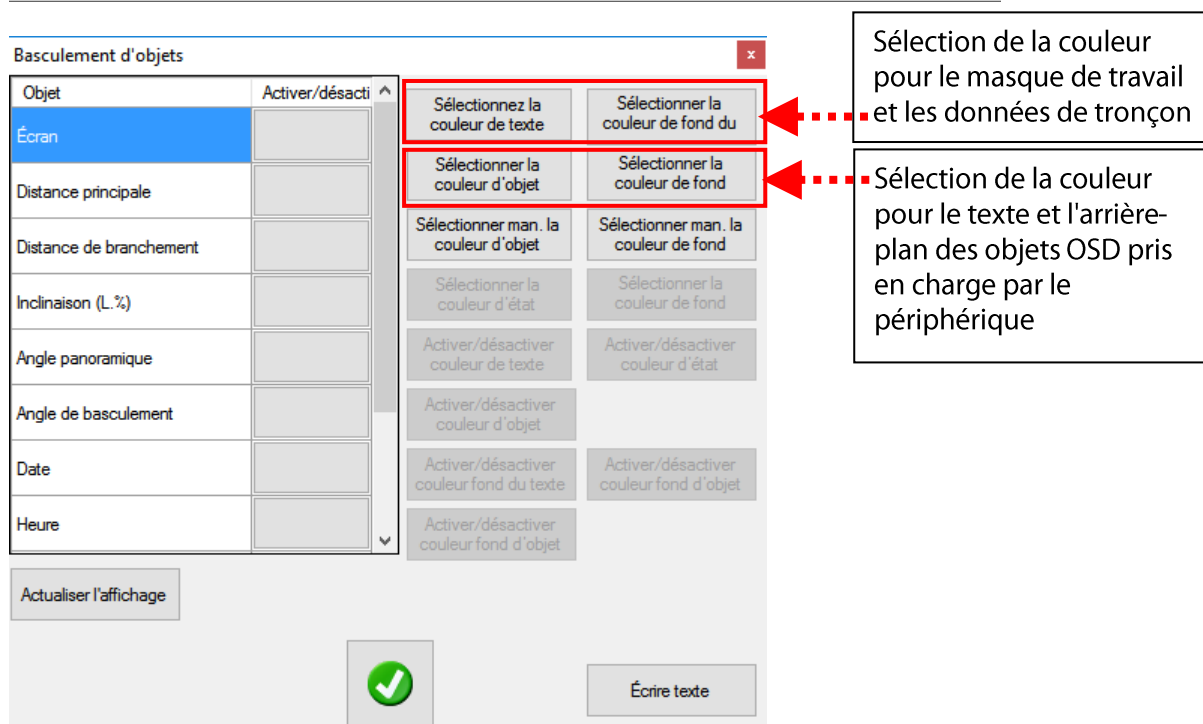 Basculement d'objets
x
Objet
Activer/désacti
Écran
Distance principale
Distance de branchement
Inclinaison (L.%)
Angle panoramique
Angle de basculement
Date
Heure
Sélectionnez la
couleur de texte
Sélectionner la
couleur de fond du
Sélectionner la
couleur d'objet
Sélectionner la
couleur de fond
Sélectionner man. la
couleur d'objet
Sélectionner man. la
couleur de fond
Sélectionner la
couleur d'état
Sélectionner la
couleur de fond
Activer/désactiver
couleur de texte
Activer/désactiver
couleur d'état
Activer/désactiver
couleur d'objet
Activer/désactiver
couleur fond du texte
Activer/désactiver
couleur fond d'objet
Activer/désactiver
couleur fond d'objet
Actualiser l'affichage
Écrire texte
Sélection de la couleur
pour le masque de travail
et les données de tronçon
Sélection de la couleur
pour le texte et l'arrière-
plan des objets OSD pris
en charge par le
périphérique